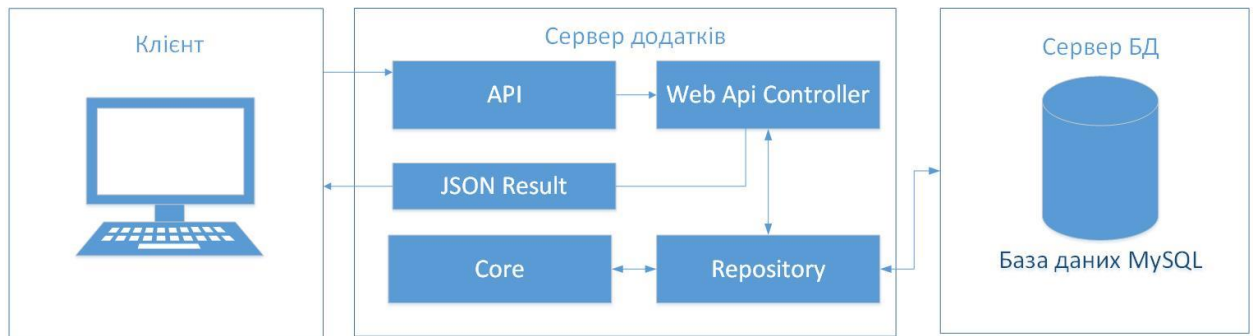 Клієнт
Сервер додатків
API
Web Api Controller
JSON Result
Core
Repository
Сервер БД
База даних MySQL